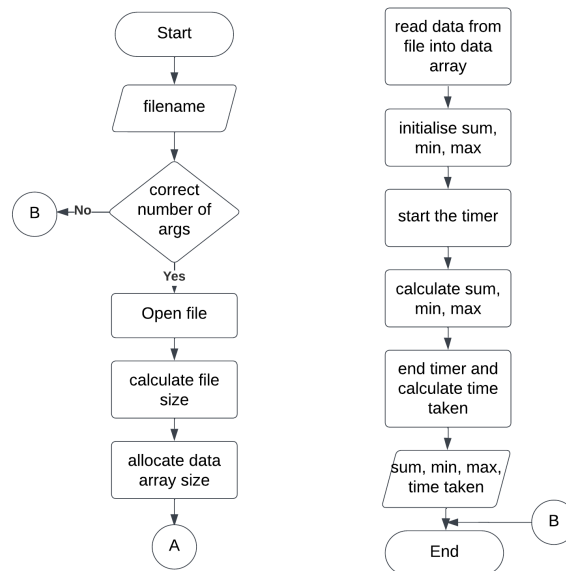 Start
filename
correct
number of
args
No
B
Yes
Open file
calculate file
size
allocate data
array size
A
read data from
file into data
array
initialise sum,
min, max
start the timer
calculate sum,
min, max
end timer and
calculate time
taken
sum, min, max,
time taken
B
End